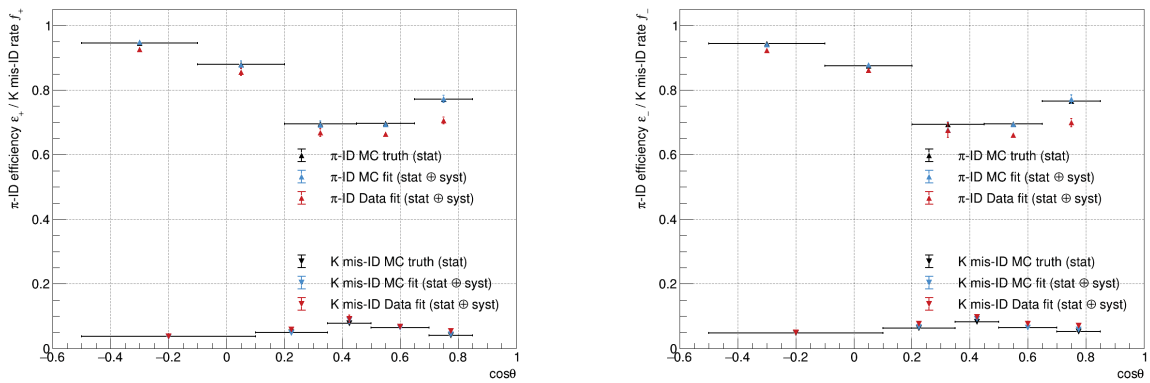 π-ID efficiency ε₊ / K mis-ID rate f₊
1
0.8
0.6
0.4
0.2
0
π-ID MC truth (stat)
π-ID MC fit (stat ⊕ syst)
π-ID Data fit (stat ⊕ syst)
K mis-ID MC truth (stat)
K mis-ID MC fit (stat ⊕ syst)
K mis-ID Data fit (stat ⊕ syst)
−0.6 −0.4 −0.2 0 0.2 0.4 0.6 0.8 1
cosθ
π-ID efficiency ε₋ / K mis-ID rate f₋
1
0.8
0.6
0.4
0.2
0
π-ID MC truth (stat)
π-ID MC fit (stat ⊕ syst)
π-ID Data fit (stat ⊕ syst)
K mis-ID MC truth (stat)
K mis-ID MC fit (stat ⊕ syst)
K mis-ID Data fit (stat ⊕ syst)
−0.6 −0.4 −0.2 0 0.2 0.4 0.6 0.8 1
cosθ